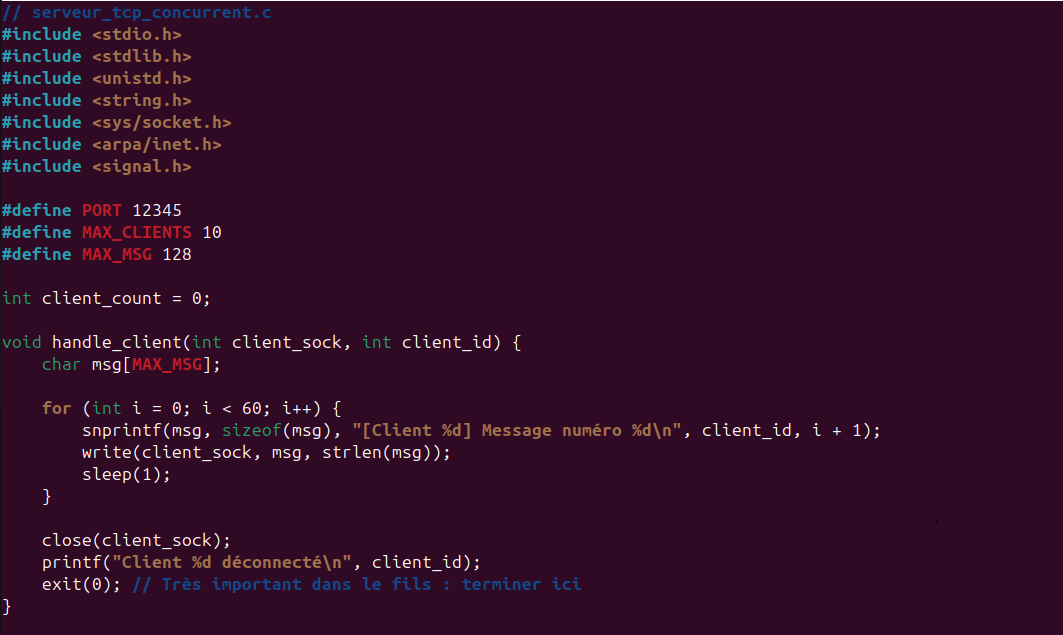 // serveur_tcp_concurrent.c
#include <stdio.h>
#include <stdlib.h>
#include <unistd.h>
#include <string.h>
#include <sys/socket.h>
#include <arpa/inet.h>
#include <signal.h>

#define PORT 12345
#define MAX_CLIENTS 10
#define MAX_MSG 128

int client_count = 0;

void handle_client(int client_sock, int client_id) {
    char msg[MAX_MSG];

    for (int i = 0; i < 60; i++) {
        snprintf(msg, sizeof(msg), "[Client %d] Message numéro %d\n", client_id, i + 1);
        write(client_sock, msg, strlen(msg));
        sleep(1);
    }

    close(client_sock);
    printf("Client %d déconnecté\n", client_id);
    exit(0); // Très important dans le fils : terminer ici
}